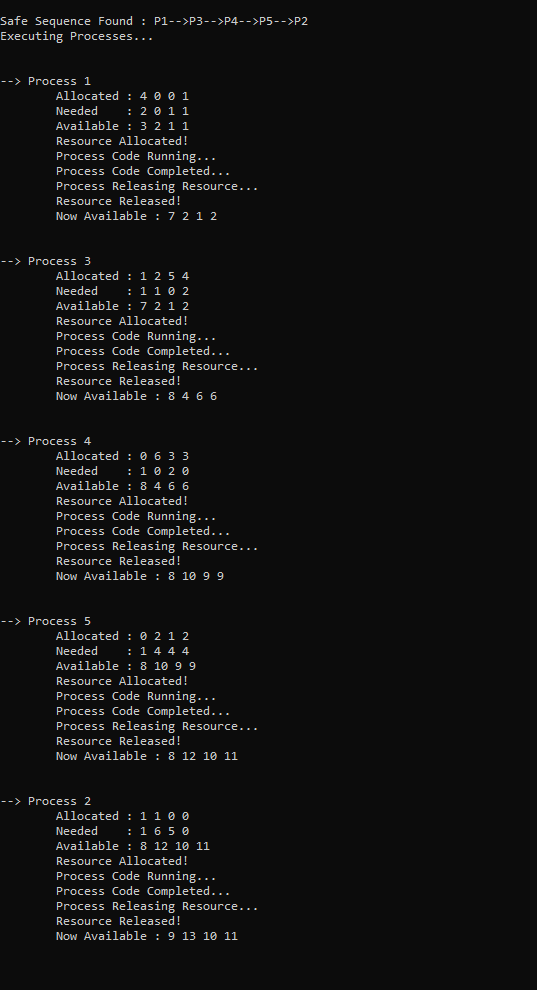 Safe Sequence Found : P1-->P3-->P4-->P5-->P2
Executing Processes...
--> Process 1
Allocated : 4 0 0 1
Needed    : 2 0 1 1
Available : 3 2 1 1
Resource Allocated!
Process Code Running...
Process Code Completed...
Process Releasing Resource...
Resource Released!
Now Available : 7 2 1 2
--> Process 3
Allocated : 1 2 5 4
Needed    : 1 1 0 2
Available : 7 2 1 2
Resource Allocated!
Process Code Running...
Process Code Completed...
Process Releasing Resource...
Resource Released!
Now Available : 8 4 6 6
--> Process 4
Allocated : 0 6 3 3
Needed    : 1 0 2 0
Available : 8 4 6 6
Resource Allocated!
Process Code Running...
Process Code Completed...
Process Releasing Resource...
Resource Released!
Now Available : 8 10 9 9
--> Process 5
Allocated : 0 2 1 2
Needed    : 1 4 4 4
Available : 8 10 9 9
Resource Allocated!
Process Code Running...
Process Code Completed...
Process Releasing Resource...
Resource Released!
Now Available : 8 12 10 11
--> Process 2
Allocated : 1 1 0 0
Needed    : 1 6 5 0
Available : 8 12 10 11
Resource Allocated!
Process Code Running...
Process Code Completed...
Process Releasing Resource...
Resource Released!
Now Available : 9 13 10 11